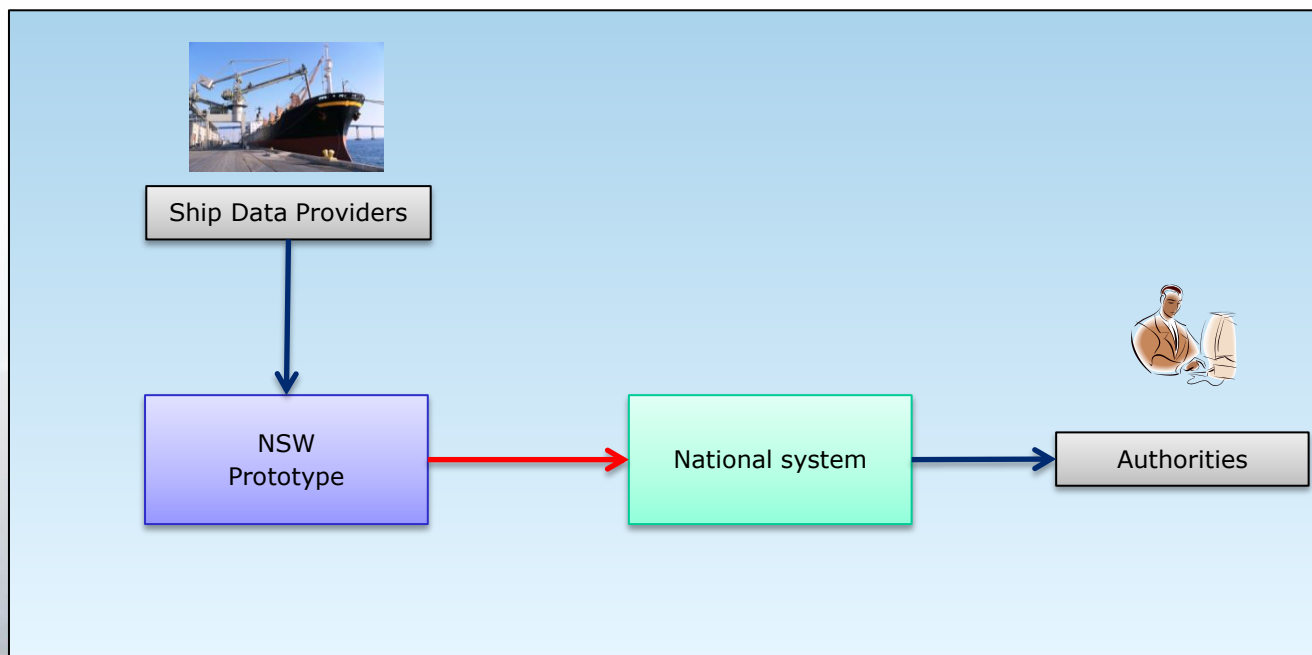 Ship Data Providers
NSW
Prototype
National system
Authorities